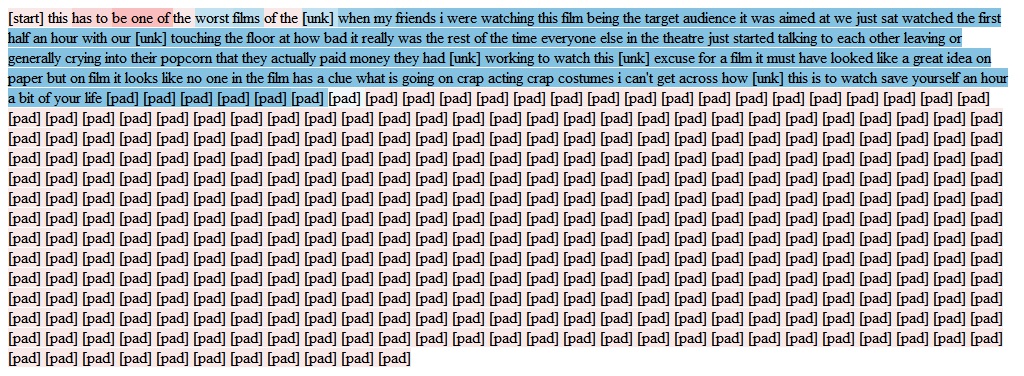 [start] this has to be one of the worst films of the [unk] when my friends i were watching this film being the target audience it was aimed at we just sat watched the first
half an hour with our [unk] touching the floor at how bad it really was the rest of the time everyone else in the theatre just started talking to each other leaving or
generally crying into their popcorn that they actually paid money they had [unk] working to watch this [unk] excuse for a film it must have looked like a great idea on
paper but on film it looks like no one in the film has a clue what is going on crap acting crap costumes i can't get across how [unk] this is to watch save yourself an hour
a bit of your life [pad] [pad] [pad] [pad] [pad] [pad] [pad] [pad] [pad] [pad] [pad] [pad] [pad] [pad] [pad] [pad] [pad] [pad] [pad] [pad] [pad] [pad] [pad] [pad]
[pad] [pad] [pad] [pad] [pad] [pad] [pad] [pad] [pad] [pad] [pad] [pad] [pad] [pad] [pad] [pad] [pad] [pad] [pad] [pad] [pad] [pad] [pad] [pad] [pad] [pad] [pad]
[pad] [pad] [pad] [pad] [pad] [pad] [pad] [pad] [pad] [pad] [pad] [pad] [pad] [pad] [pad] [pad] [pad] [pad] [pad] [pad] [pad] [pad] [pad] [pad] [pad] [pad] [pad]
[pad] [pad] [pad] [pad] [pad] [pad] [pad] [pad] [pad] [pad] [pad] [pad] [pad] [pad] [pad] [pad] [pad] [pad] [pad] [pad] [pad] [pad] [pad] [pad] [pad] [pad] [pad]
[pad] [pad] [pad] [pad] [pad] [pad] [pad] [pad] [pad] [pad] [pad] [pad] [pad] [pad] [pad] [pad] [pad] [pad] [pad] [pad] [pad] [pad] [pad] [pad] [pad] [pad] [pad]
[pad] [pad] [pad] [pad] [pad] [pad] [pad] [pad] [pad] [pad] [pad] [pad] [pad] [pad] [pad] [pad] [pad] [pad] [pad] [pad] [pad] [pad] [pad] [pad] [pad] [pad] [pad]
[pad] [pad] [pad] [pad] [pad] [pad] [pad] [pad] [pad] [pad] [pad] [pad] [pad] [pad] [pad] [pad] [pad] [pad] [pad] [pad] [pad] [pad] [pad] [pad] [pad] [pad] [pad]
[pad] [pad] [pad] [pad] [pad] [pad] [pad] [pad] [pad] [pad] [pad] [pad] [pad] [pad] [pad] [pad] [pad] [pad] [pad] [pad] [pad] [pad] [pad] [pad] [pad] [pad] [pad]
[pad] [pad] [pad] [pad] [pad] [pad] [pad] [pad] [pad] [pad] [pad] [pad] [pad] [pad] [pad] [pad] [pad] [pad] [pad] [pad] [pad] [pad] [pad] [pad] [pad] [pad] [pad]
[pad] [pad] [pad] [pad] [pad] [pad] [pad] [pad] [pad] [pad] [pad] [pad] [pad] [pad] [pad] [pad] [pad] [pad] [pad] [pad] [pad] [pad] [pad] [pad] [pad] [pad] [pad]
[pad] [pad] [pad] [pad] [pad] [pad] [pad] [pad] [pad] [pad] [pad] [pad] [pad] [pad] [pad] [pad] [pad] [pad] [pad] [pad] [pad] [pad] [pad] [pad] [pad] [pad] [pad]
[pad] [pad] [pad] [pad] [pad] [pad] [pad] [pad] [pad] [pad] [pad] [pad] [pad] [pad] [pad] [pad] [pad] [pad] [pad] [pad] [pad] [pad] [pad] [pad] [pad] [pad] [pad]
[pad] [pad] [pad] [pad] [pad] [pad] [pad] [pad] [pad] [pad] [pad] [pad] [pad] [pad] [pad] [pad] [pad] [pad] [pad] [pad] [pad] [pad] [pad] [pad] [pad] [pad] [pad]
[pad] [pad] [pad] [pad] [pad] [pad] [pad] [pad] [pad] [pad] [pad]